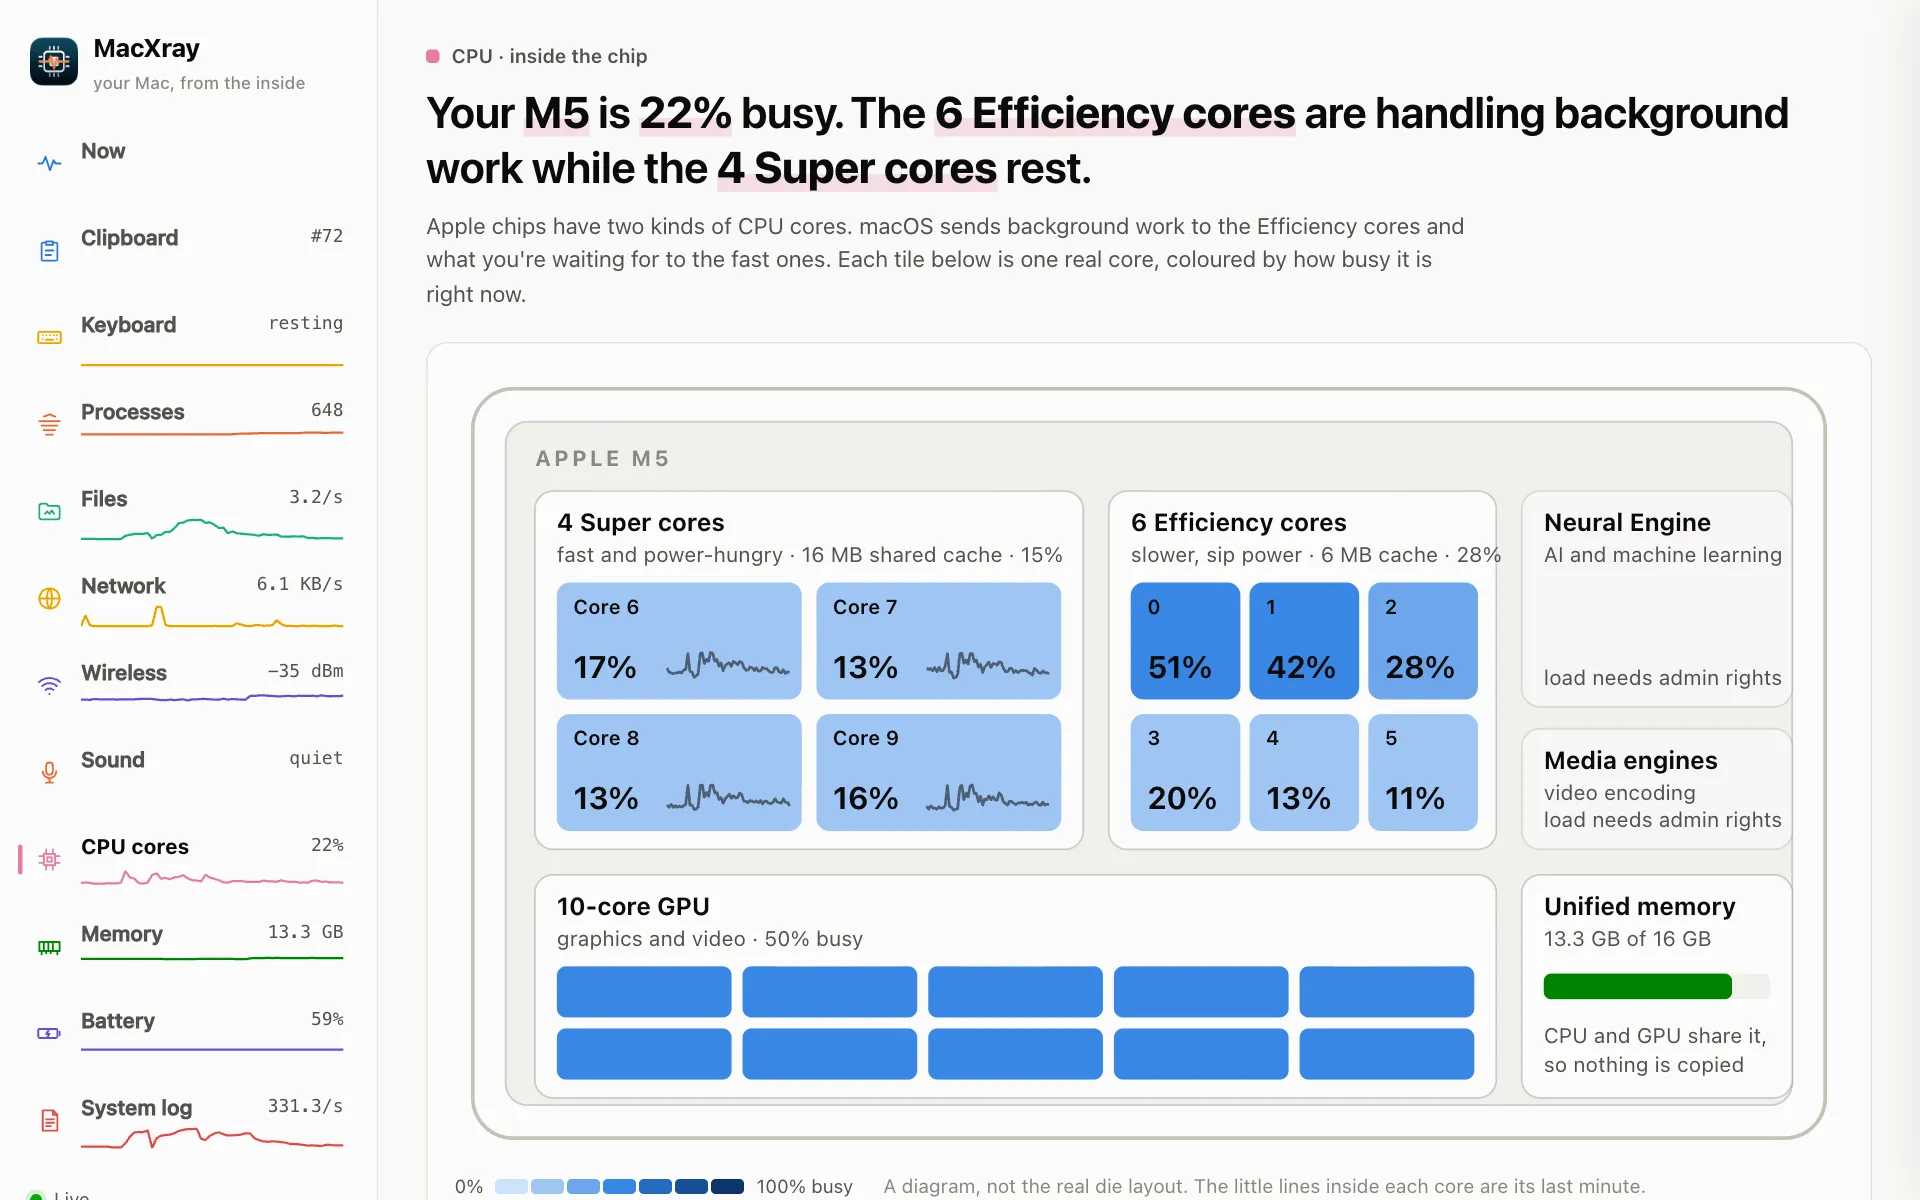 MacXray
your Mac, from the inside
Now
Clipboard #72
Keyboard resting
Processes 648
Files 3.2/s
Network 6.1 KB/s
Wireless −35 dBm
Sound quiet
CPU cores 22%
Memory 13.3 GB
Battery 59%
System log 331.3/s
Live
CPU · inside the chip
Your M5 is 22% busy. The 6 Efficiency cores are handling background
work while the 4 Super cores rest.
Apple chips have two kinds of CPU cores. macOS sends background work to the Efficiency cores and
what you're waiting for to the fast ones. Each tile below is one real core, coloured by how busy it is
right now.
APPLE M5
4 Super cores
fast and power-hungry · 16 MB shared cache · 15%
Core 6
17%
Core 7
13%
Core 8
13%
Core 9
16%
6 Efficiency cores
slower, sip power · 6 MB cache · 28%
0
51%
1
42%
2
28%
3
20%
4
13%
5
11%
Neural Engine
AI and machine learning
load needs admin rights
Media engines
video encoding
load needs admin rights
10-core GPU
graphics and video · 50% busy
Unified memory
13.3 GB of 16 GB
CPU and GPU share it,
so nothing is copied
0% 100% busy
A diagram, not the real die layout. The little lines inside each core are its last minute.